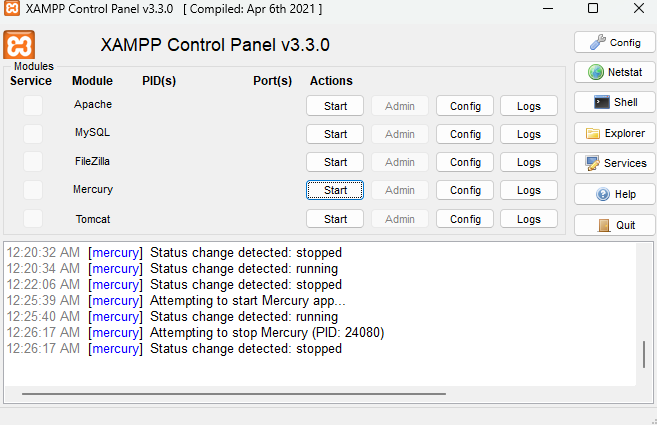 XAMPP Control Panel v3.3.0 [ Compiled: Apr 6th 2021 ]
XAMPP Control Panel v3.3.0
Config
Modules
Service Module PID(s) Port(s) Actions
Netstat
Apache Start Admin Config Logs
Shell
MySQL Start Admin Config Logs
Explorer
FileZilla Start Admin Config Logs
Services
Mercury Start Admin Config Logs
Help
Tomcat Start Admin Config Logs
Quit
12:20:32 AM [mercury] Status change detected: stopped
12:20:34 AM [mercury] Status change detected: running
12:22:06 AM [mercury] Status change detected: stopped
12:25:39 AM [mercury] Attempting to start Mercury app...
12:25:40 AM [mercury] Status change detected: running
12:26:17 AM [mercury] Attempting to stop Mercury (PID: 24080)
12:26:17 AM [mercury] Status change detected: stopped